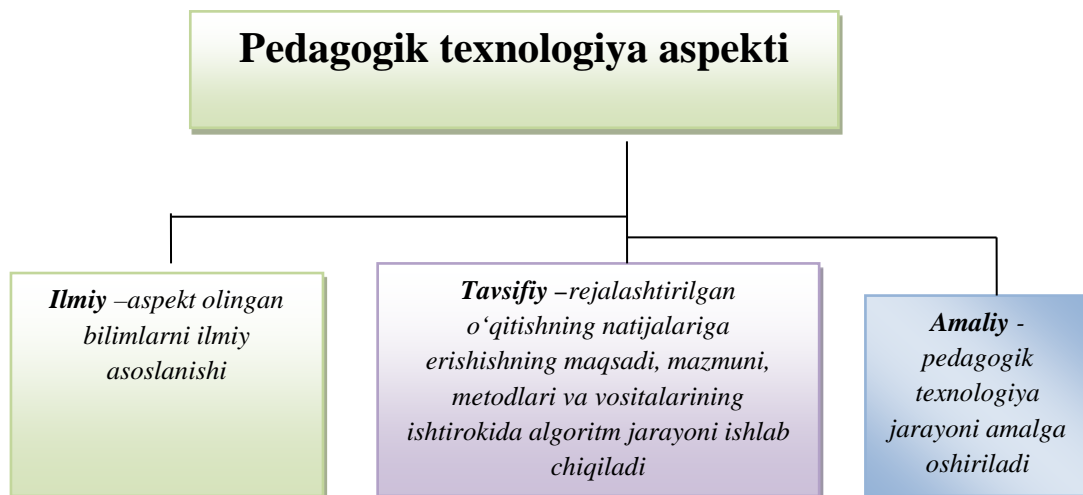 Pedagogik texnologiya aspekti
Ilmiy –aspekt olingan
bilimlarni ilmiy
asoslanishi
Tavsifiy –rejalashtirilgan
o‘qitishning natijalariga
erishishning maqsadi, mazmuni,
metodlari va vositalarining
ishtirokida algoritm jarayoni ishlab
chiqiladi
Amaliy -
pedagogik
texnologiya
jarayoni amalga
oshiriladi